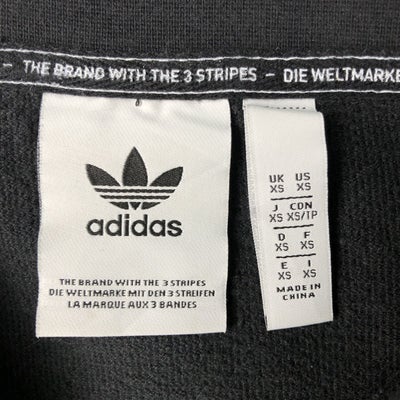 - THE BRAND WITH THE 3 STRIPES - DIE WELTMARKE
adidas
THE BRAND WITH THE 3 STRIPES
DIE WELTMARKE MIT DEN 3 STREIFEN
LA MARQUE AUX 3 BANDES
UK US
XS XS
J CDN
XS XS/TP
D F
XS XS
E I
XS XS
MADE IN
CHINA